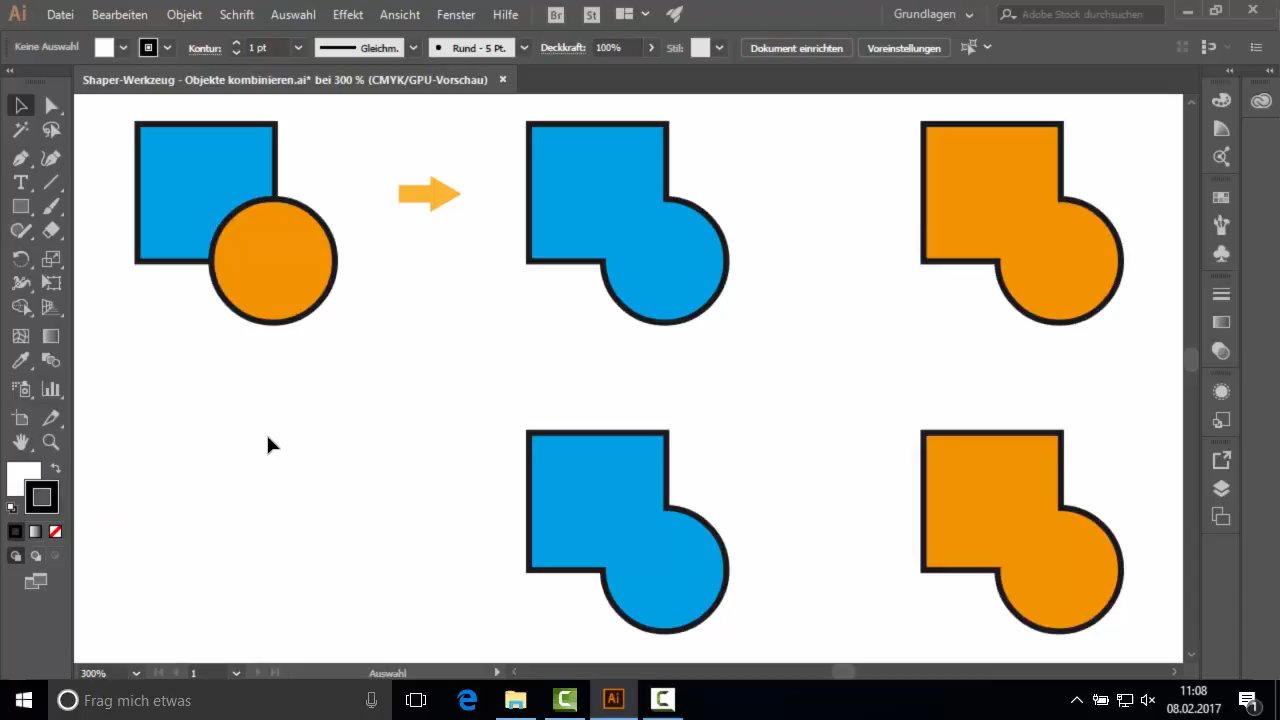 Ai Datei Bearbeiten Objekt Schrift Auswahl Effekt Ansicht Fenster Hilfe Br St Grundlagen Adobe Stock durchsuchen
Keine Auswahl Kontur: 1 pt Gleichm. Rund - 5 Pt. Deckkraft: 100% Stil: Dokument einrichten Voreinstellungen
Shaper-Werkzeug - Objekte kombinieren.ai* bei 300 % (CMYK/GPU-Vorschau)
300% 1 Auswahl
Frag mich etwas Ai 11:08
08.02.2017 1